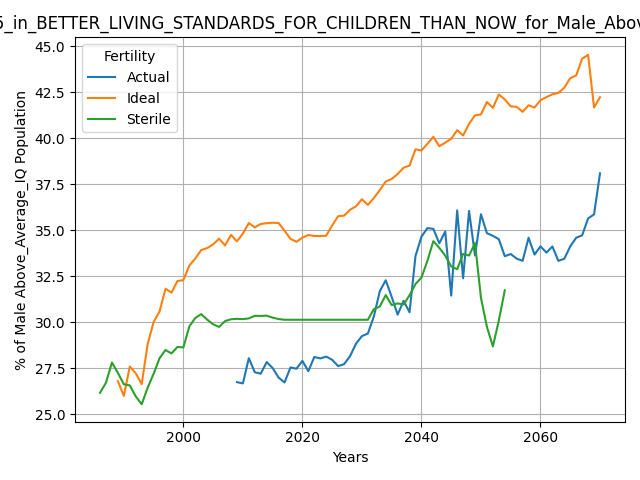 _in_BETTER_LIVING_STANDARDS_FOR_CHILDREN_THAN_NOW_for_Male_Abov
Fertility
Actual
Ideal
Sterile
% of Male Above_Average_IQ Population
45.0
42.5
40.0
37.5
35.0
32.5
30.0
27.5
25.0
2000
2020
2040
2060
Years